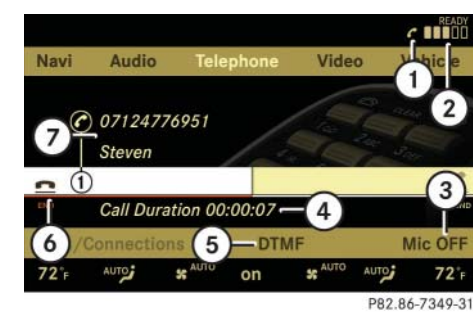 READY
Navi Audio Telephone Video Vehicle
1
2
07124776951
7
Steven
1
3
END
Call Duration 00:00:07
4
6
/Connections
5
DTMF
Mic OFF
72°F AUTO AUTO on AUTO AUTO 72°F
P82.86-7349-31